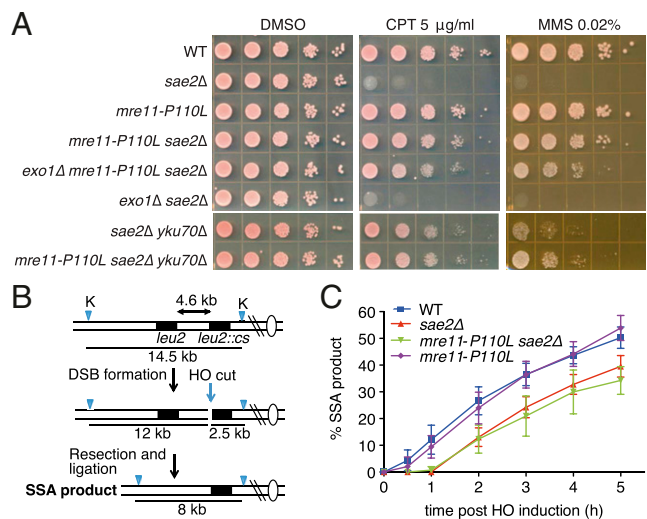 A
DMSO
CPT 5 µg/ml
MMS 0.02%
WT
sae2Δ
mre11-P110L
mre11-P110L sae2Δ
exo1Δ mre11-P110L sae2Δ
exo1Δ sae2Δ
sae2Δ yku70Δ
mre11-P110L sae2Δ yku70Δ
B
K
4.6 kb
K
leu2
leu2::cs
14.5 kb
DSB formation
HO cut
12 kb
2.5 kb
Resection and
ligation
SSA product
8 kb
C
% SSA product
60
50
40
30
20
10
0
WT
sae2Δ
mre11-P110L sae2Δ
mre11-P110L
0 1 2 3 4 5
time post HO induction (h)